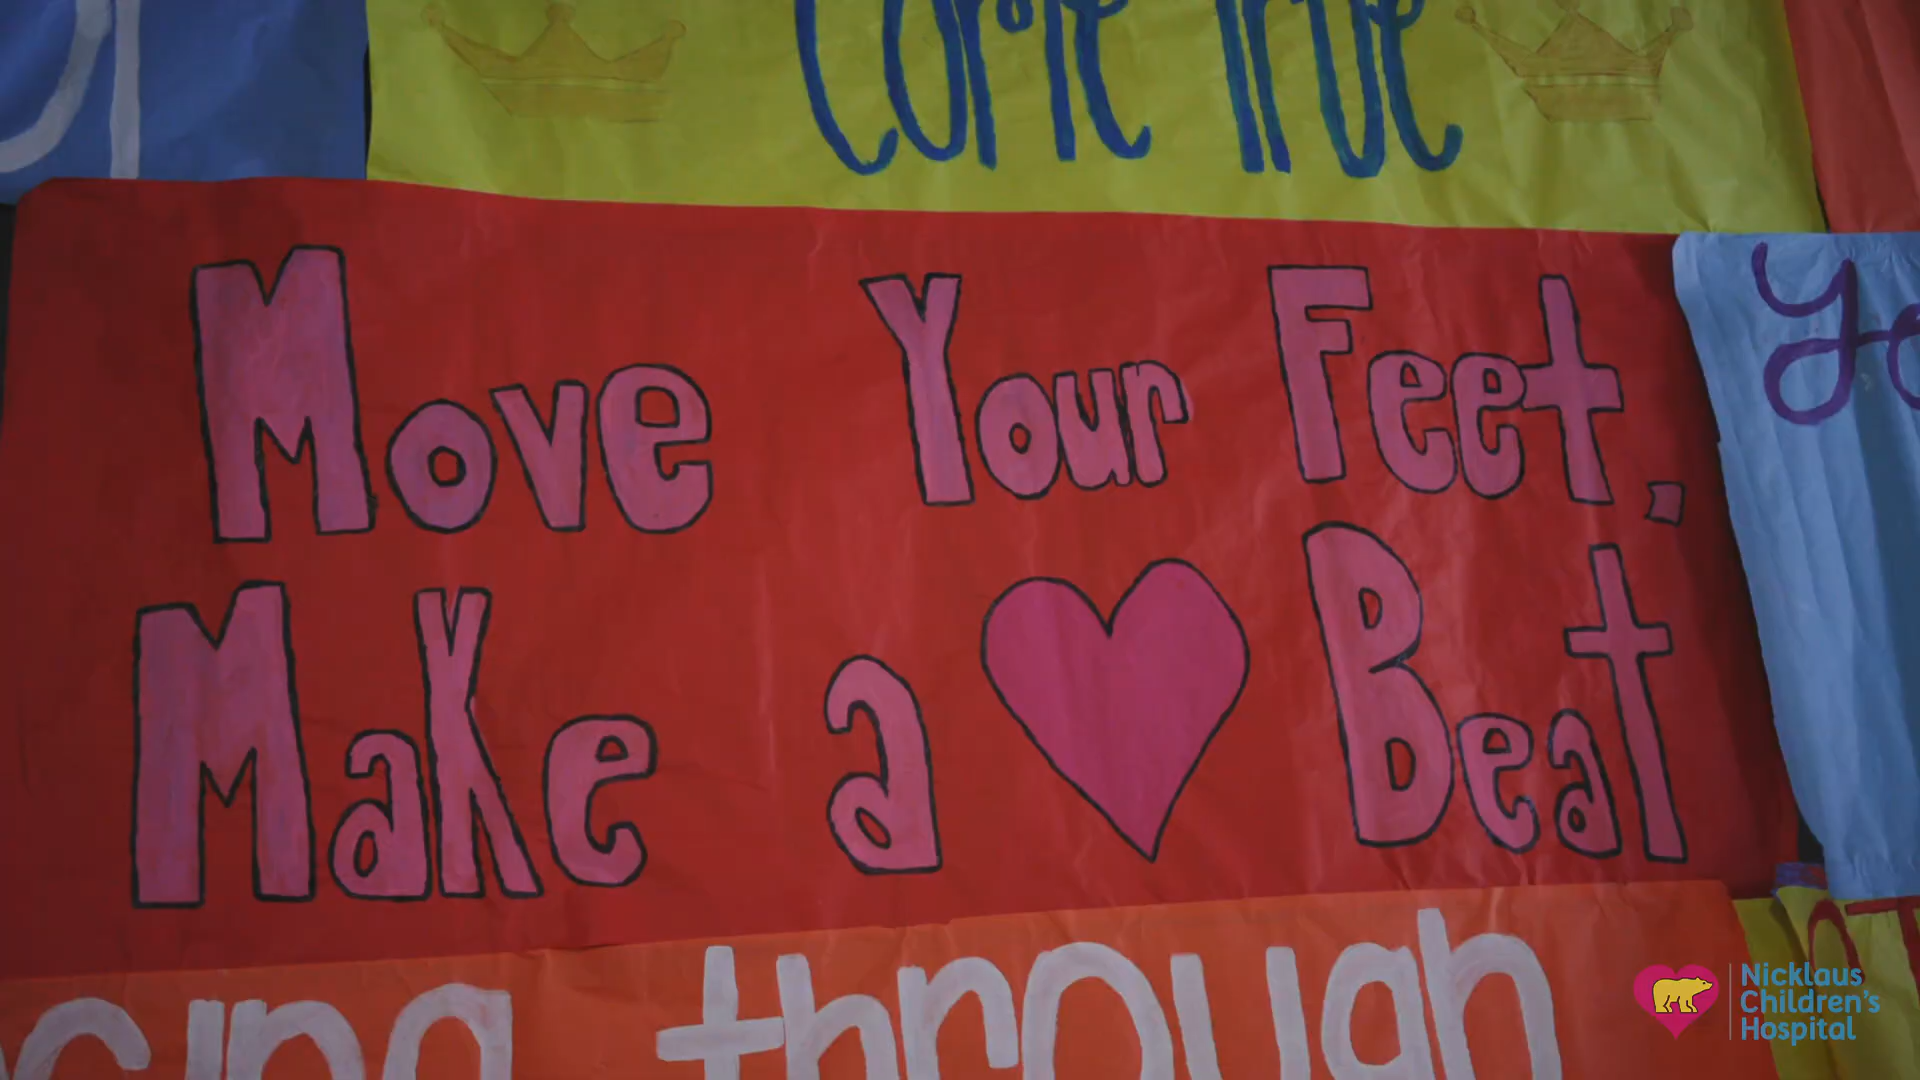 Come True
Move Your Feet,
Make a ♥ Beat
through
Nicklaus
Children's
Hospital